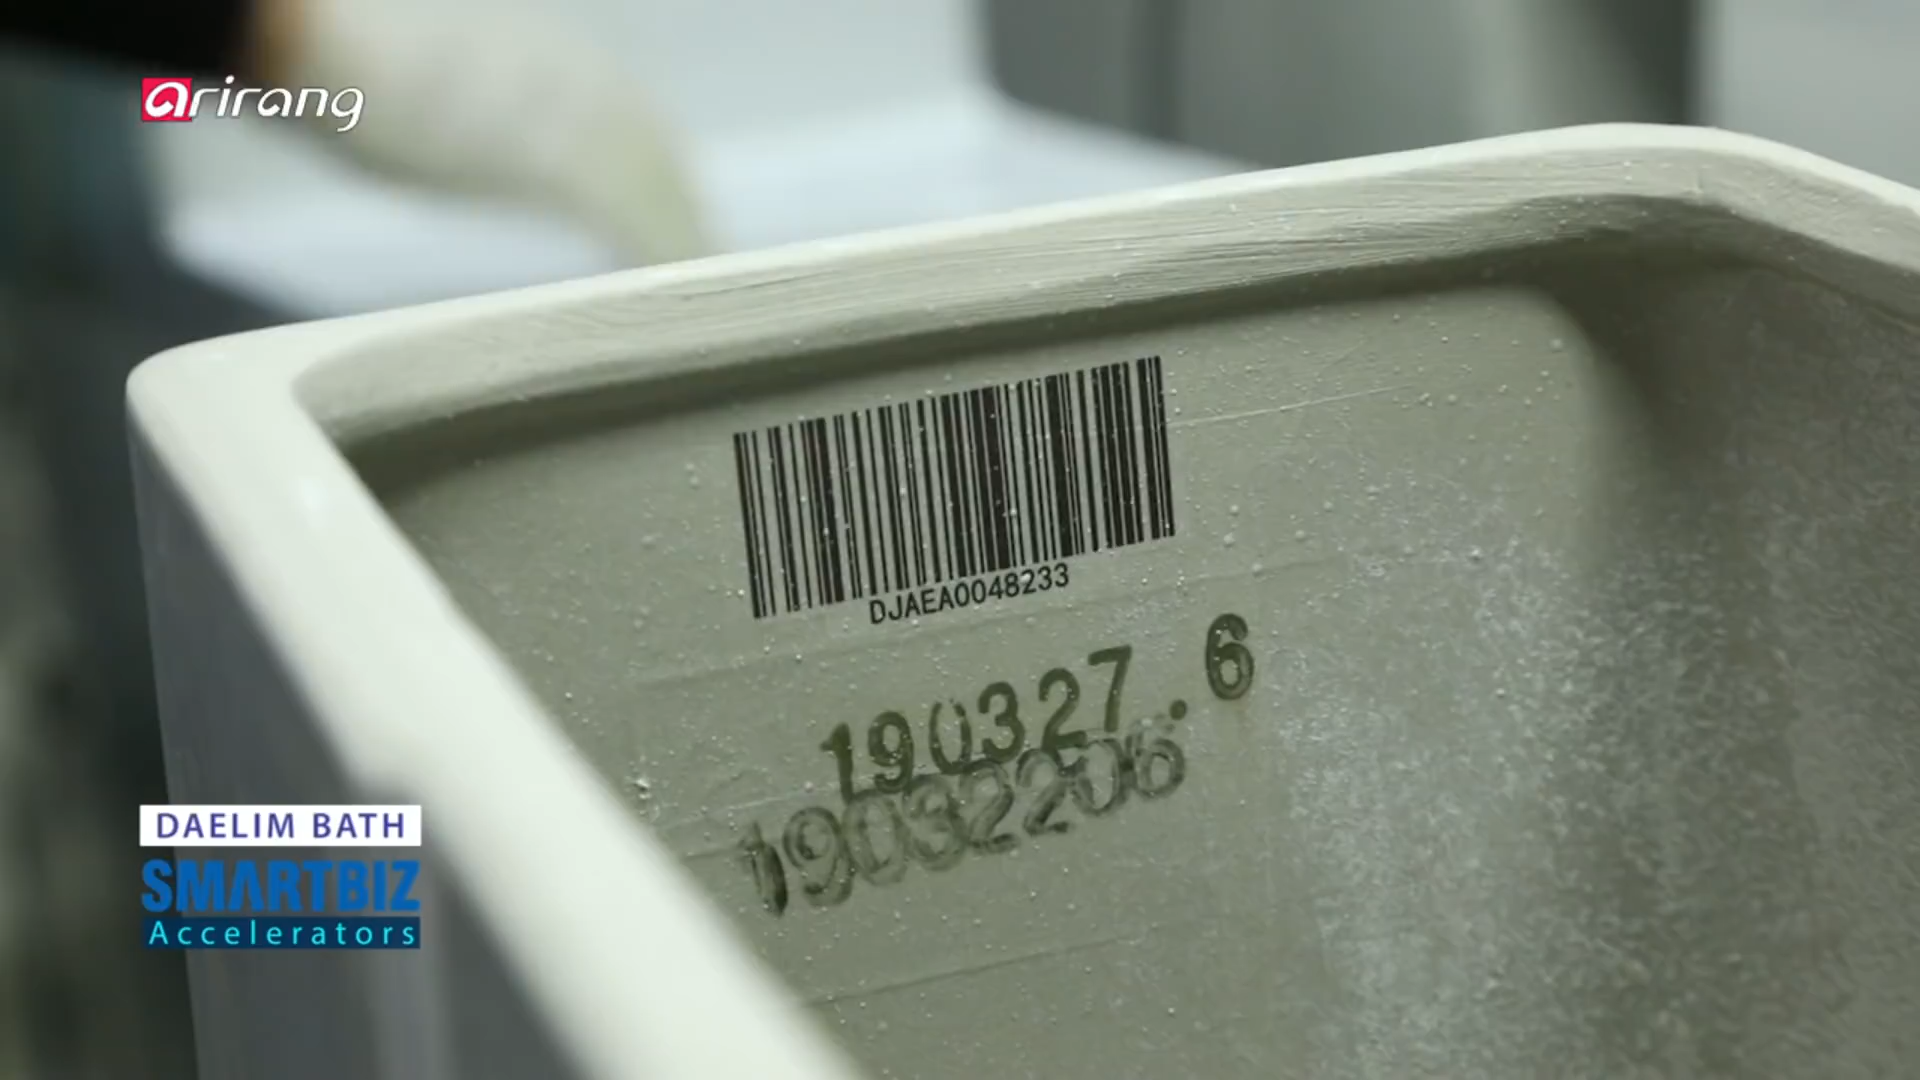 arirang
DJAEA0048233
190327.6
19032206
DAELIM BATH
SMARTBIZ
Accelerators